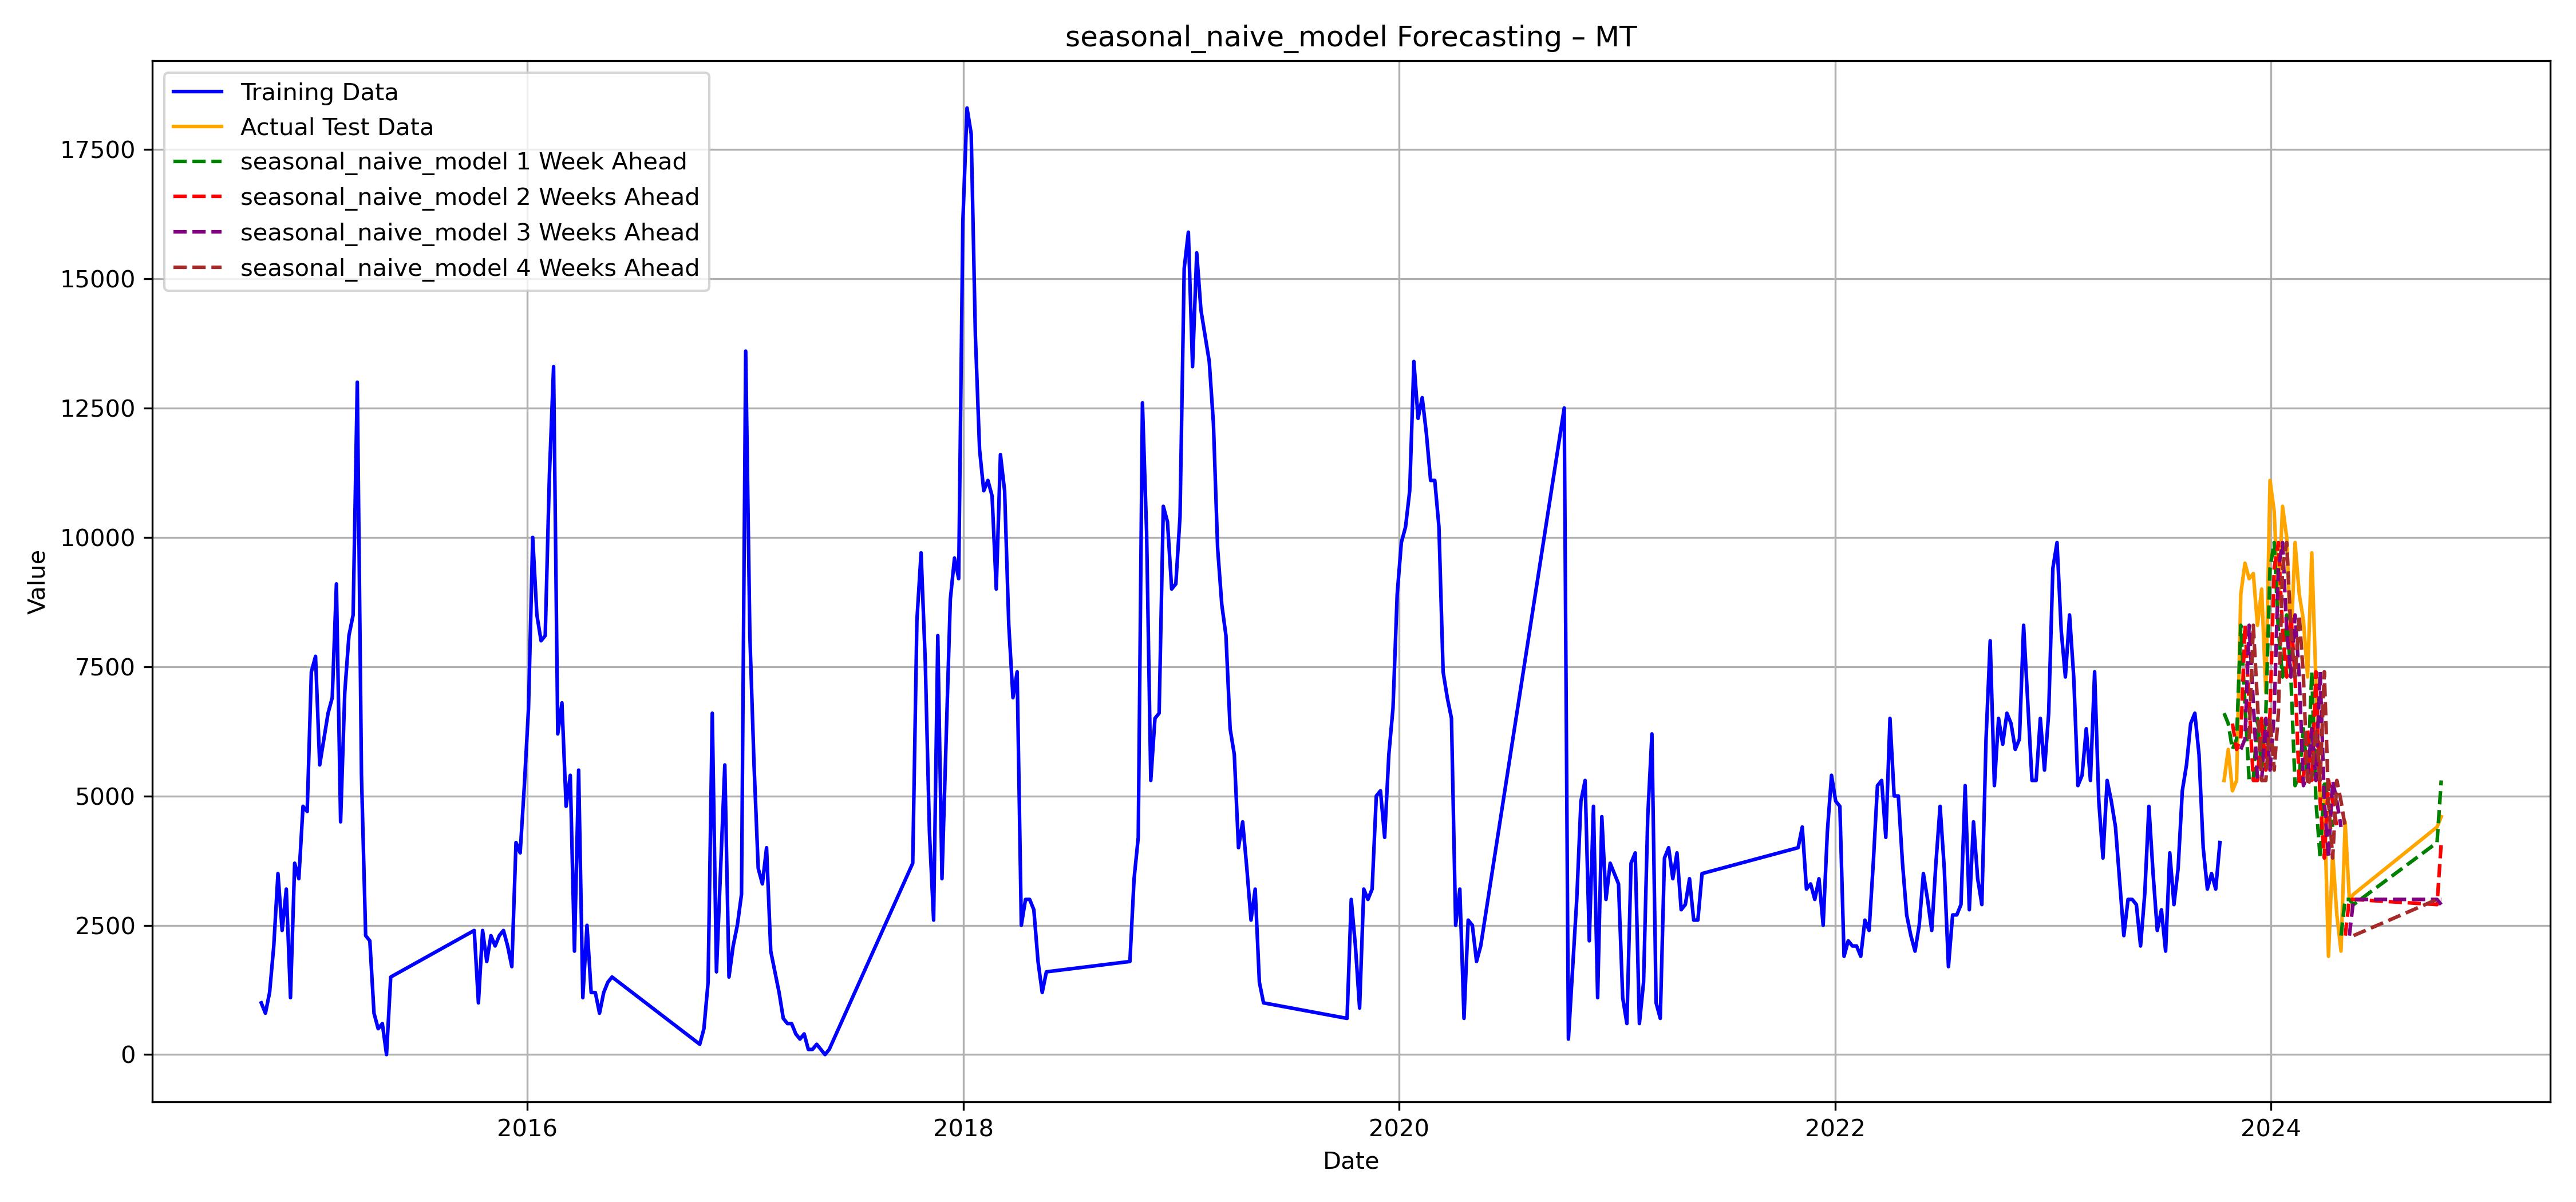 seasonal_naive_model Forecasting – MT
Training Data
Actual Test Data
seasonal_naive_model 1 Week Ahead
seasonal_naive_model 2 Weeks Ahead
seasonal_naive_model 3 Weeks Ahead
seasonal_naive_model 4 Weeks Ahead
17500
15000
12500
10000
7500
5000
2500
0
Value
2016
2018
2020
2022
2024
Date